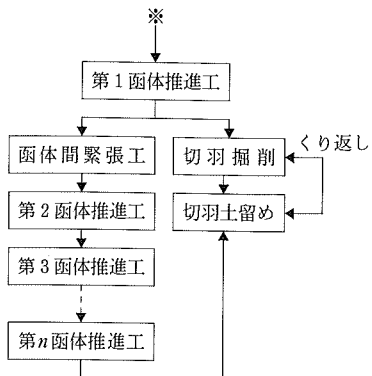 ※
第1函体推進工
函体間緊張工
切羽掘削
くり返し
第2函体推進工
切羽土留め
第3函体推進工
第n函体推進工